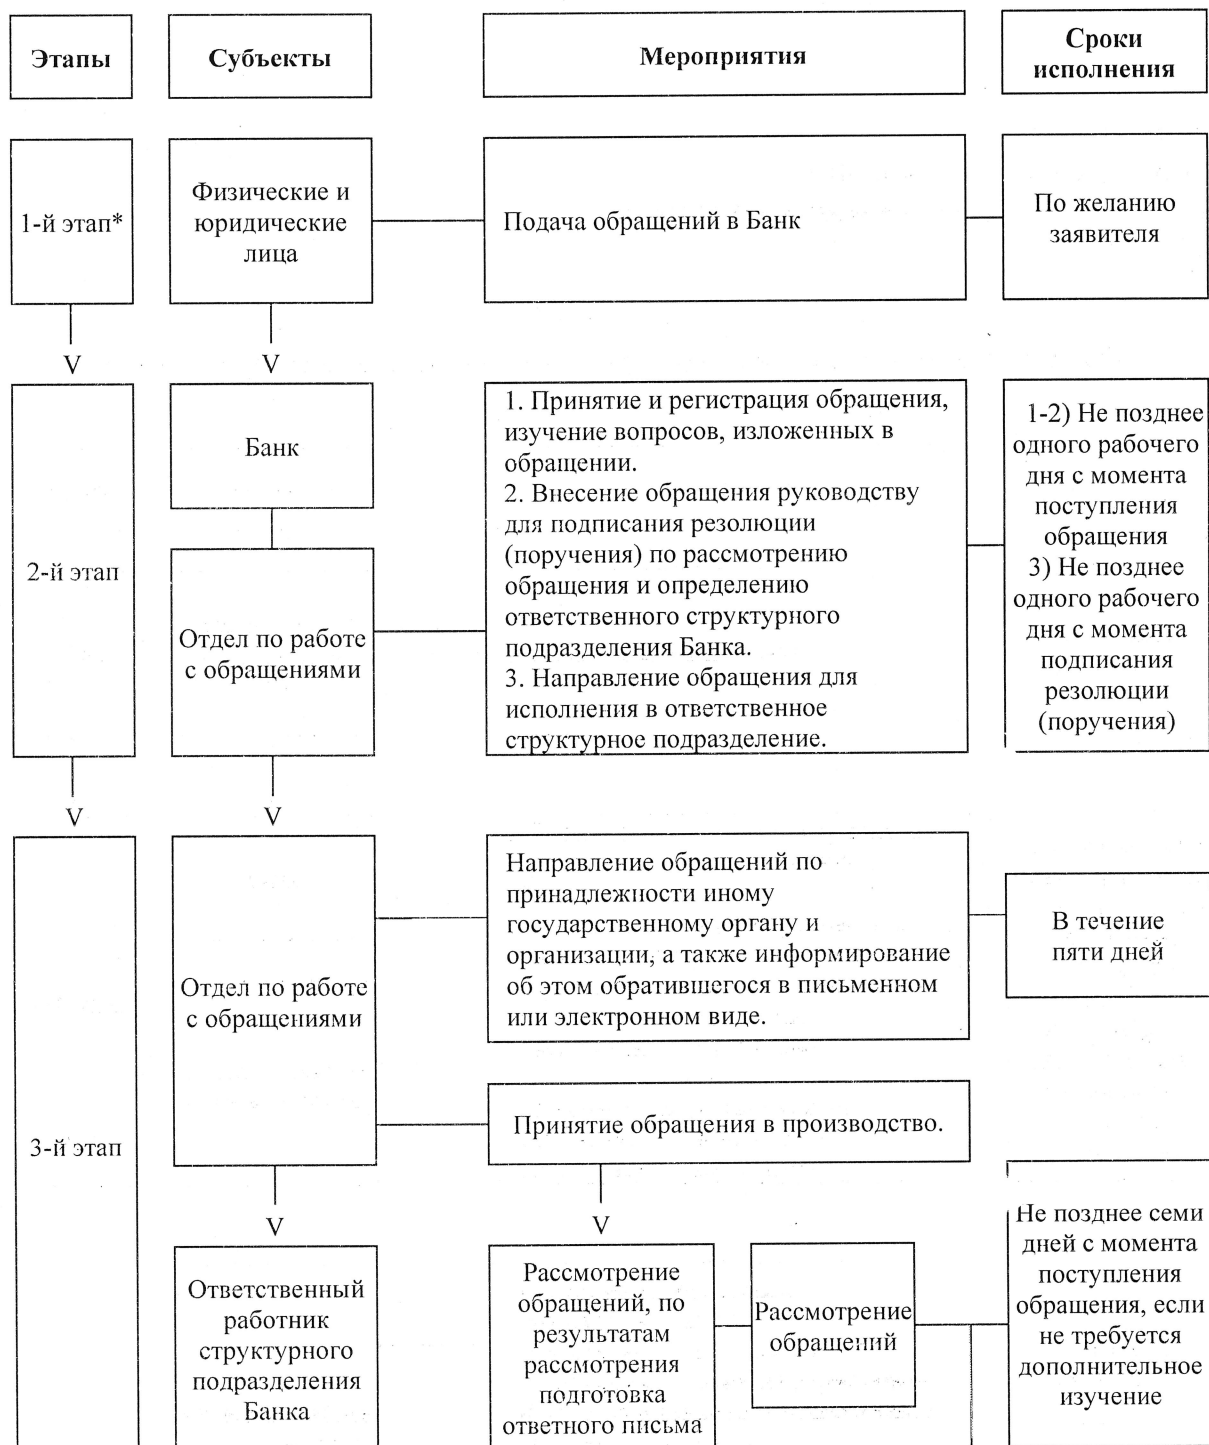 Этапы
Субъекты
Мероприятия
Сроки
исполнения
1-й этап*
Физические и
юридические
лица
Подача обращений в Банк
По желанию
заявителя
V
V
2-й этап
Банк
Отдел по работе
с обращениями
1. Принятие и регистрация обращения,
изучение вопросов, изложенных в
обращении.
2. Внесение обращения руководству
для подписания резолюции
(поручения) по рассмотрению
обращения и определению
ответственного структурного
подразделения Банка.
3. Направление обращения для
исполнения в ответственное
структурное подразделение.
1-2) Не позднее
одного рабочего
дня с момента
поступления
обращения
3) Не позднее
одного рабочего
дня с момента
подписания
резолюции
(поручения)
V
V
3-й этап
Отдел по работе
с обращениями
Направление обращений по
принадлежности иному
государственному органу и
организации, а также информирование
об этом обратившегося в письменном
или электронном виде.
В течение
пяти дней
Принятие обращения в производство.
V
V
Ответственный
работник
структурного
подразделения
Банка
Рассмотрение
обращений, по
результатам
рассмотрения
подготовка
ответного письма
Рассмотрение
обращений
Не позднее семи
дней с момента
поступления
обращения, если
не требуется
дополнительное
изучение